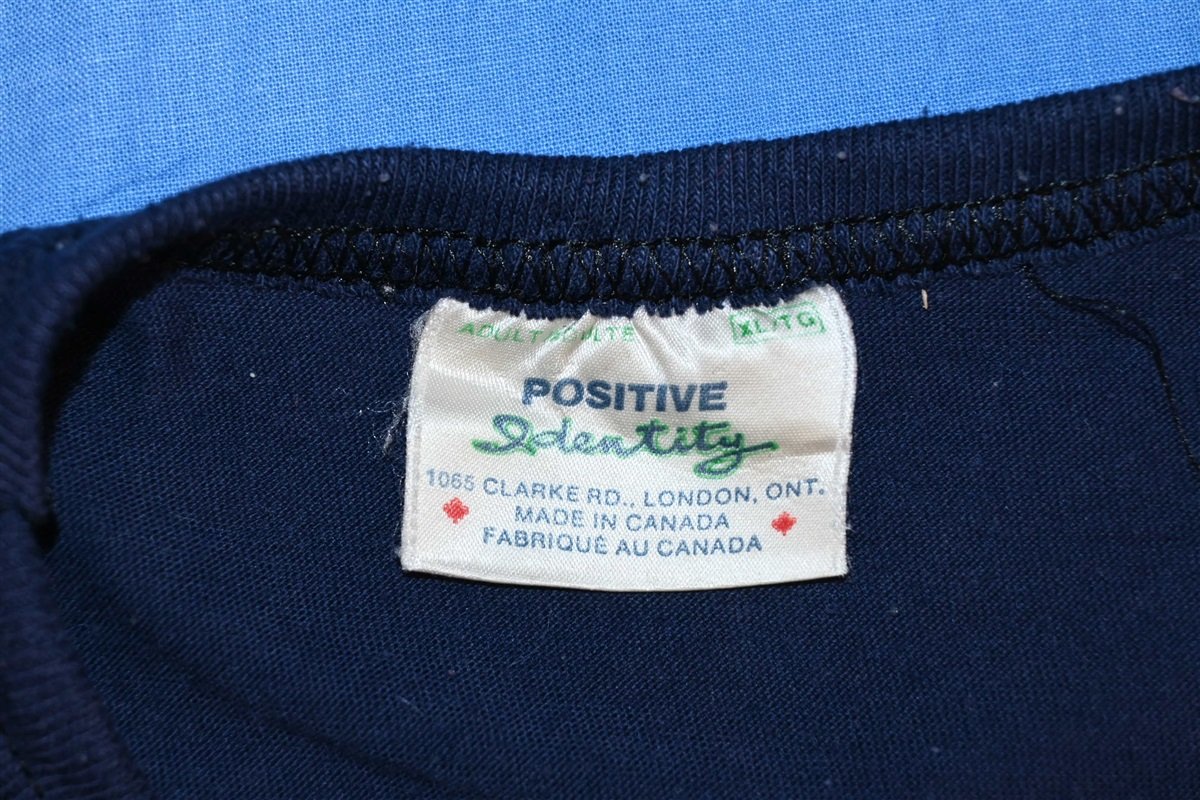 ADULT ADULTE XL/TG
POSITIVE
Identity
1065 CLARKE RD., LONDON, ONT.
MADE IN CANADA
FABRIQUÉ AU CANADA